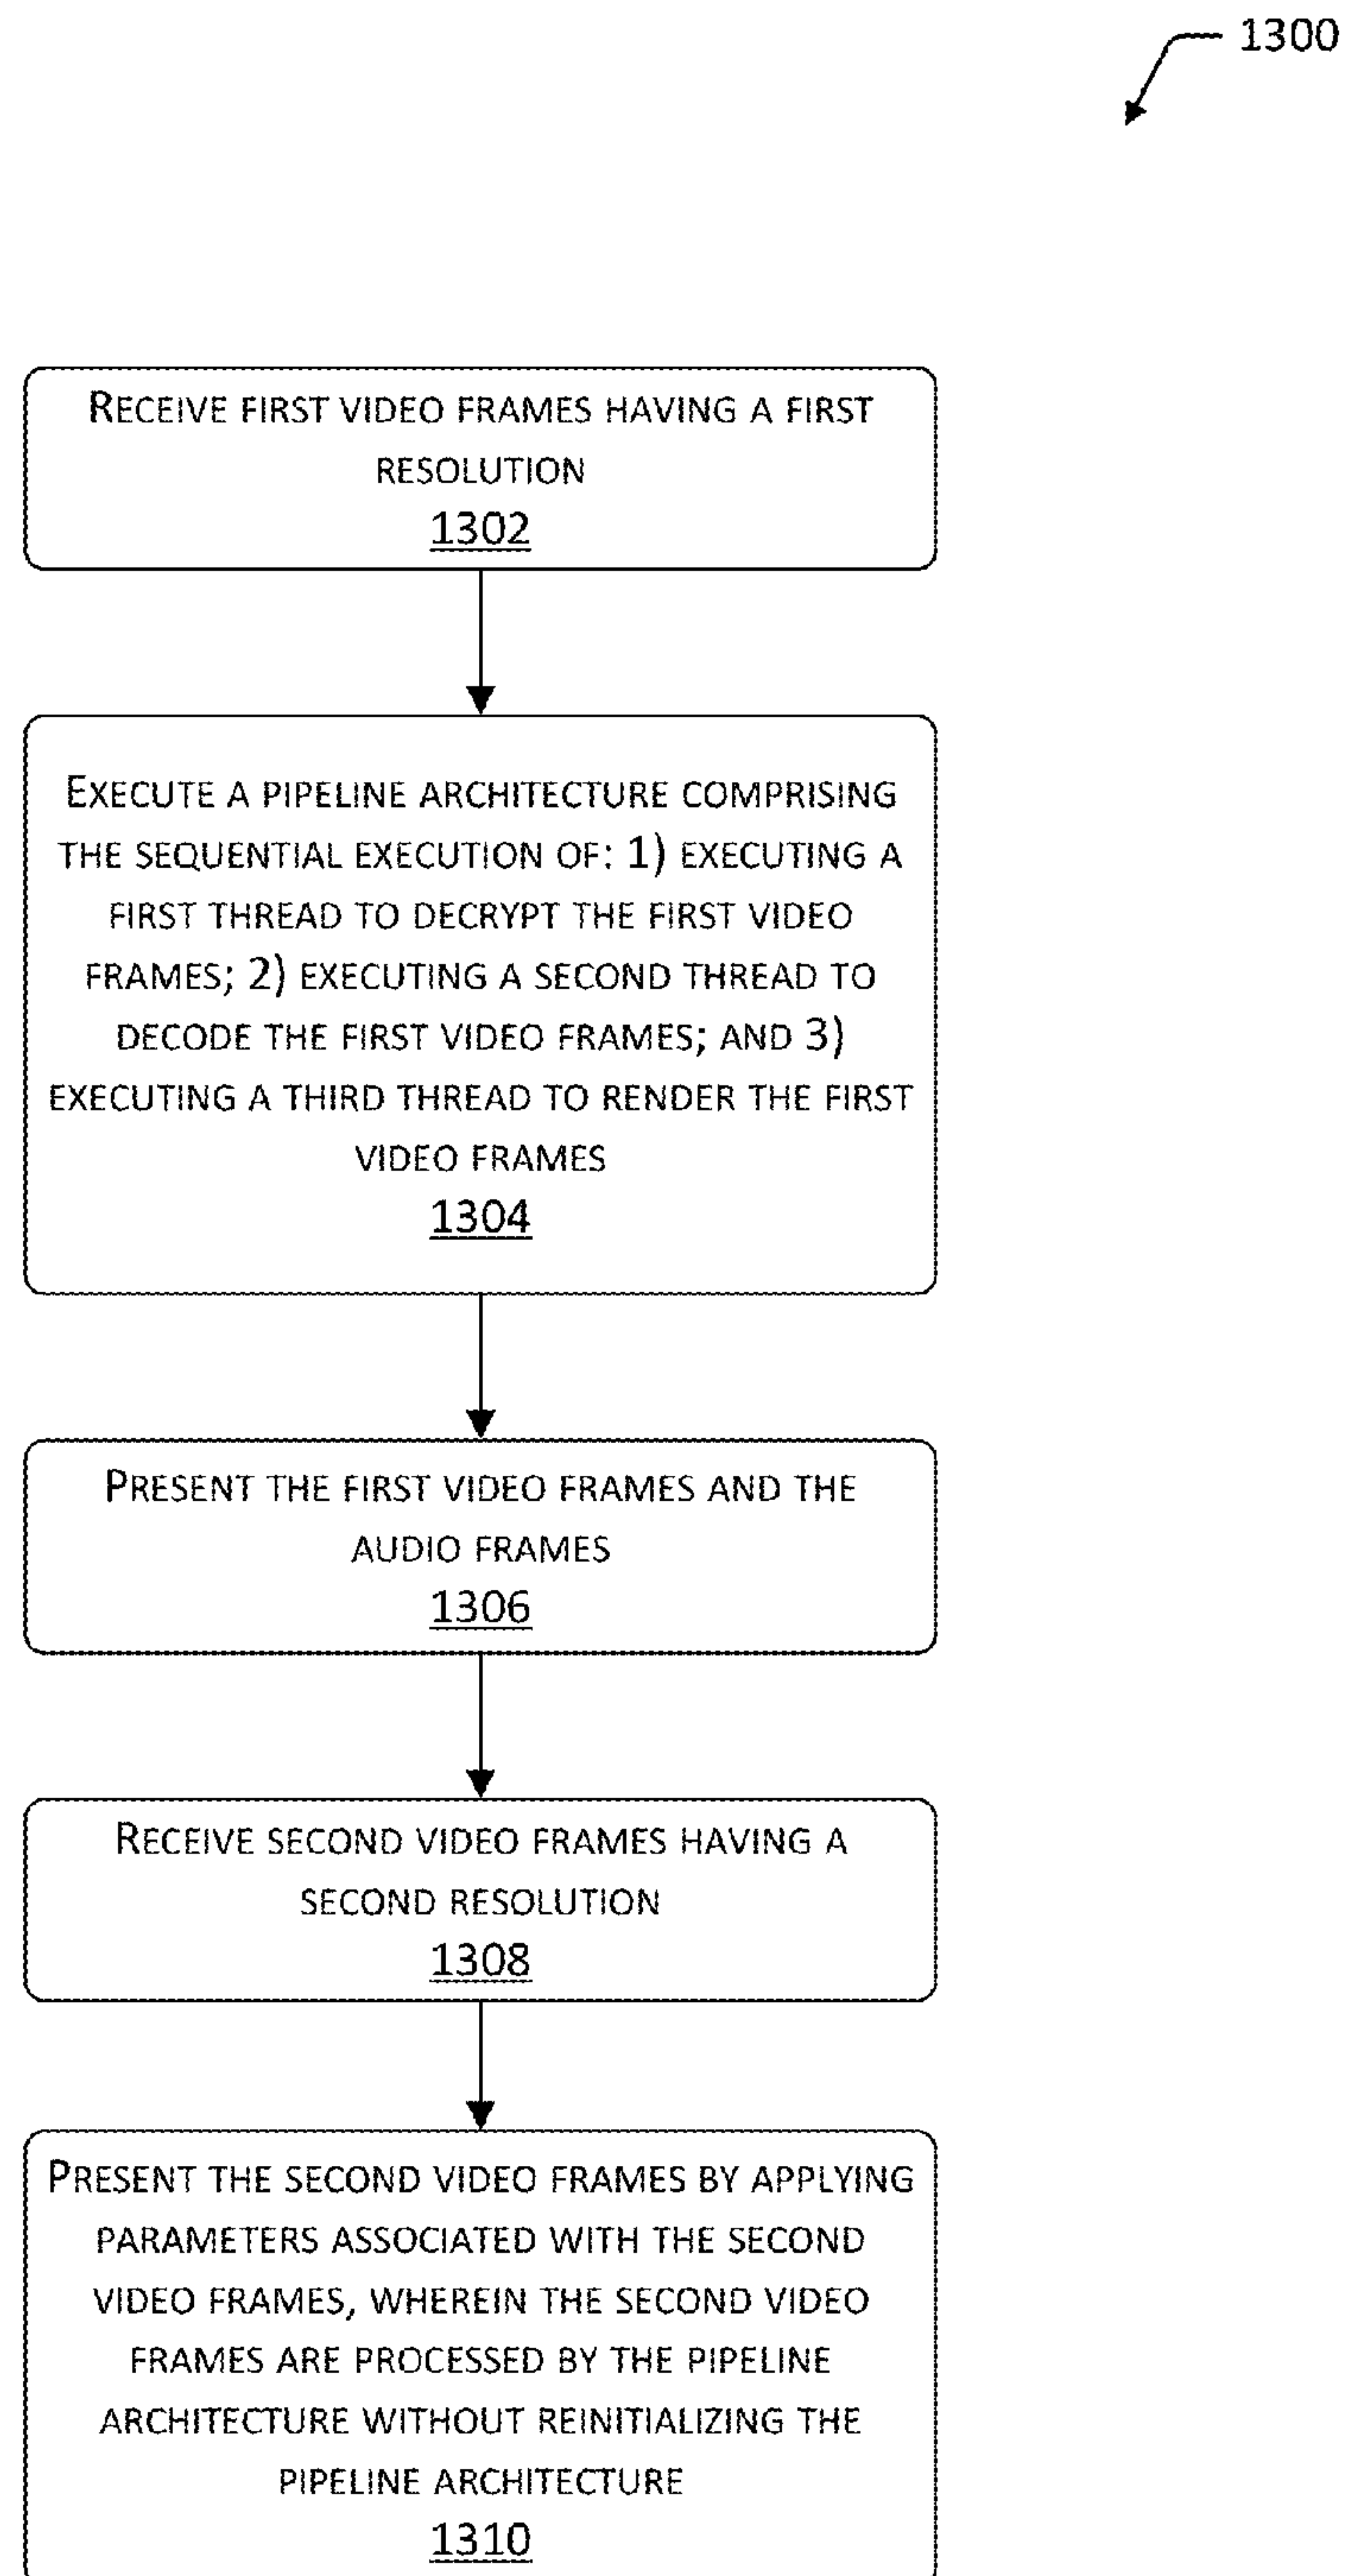 1300
RECEIVE FIRST VIDEO FRAMES HAVING A FIRST
RESOLUTION
1302
EXECUTE A PIPELINE ARCHITECTURE COMPRISING
THE SEQUENTIAL EXECUTION OF: 1) EXECUTING A
FIRST THREAD TO DECRYPT THE FIRST VIDEO
FRAMES; 2) EXECUTING A SECOND THREAD TO
DECODE THE FIRST VIDEO FRAMES; AND 3)
EXECUTING A THIRD THREAD TO RENDER THE FIRST
VIDEO FRAMES
1304
PRESENT THE FIRST VIDEO FRAMES AND THE
AUDIO FRAMES
1306
RECEIVE SECOND VIDEO FRAMES HAVING A
SECOND RESOLUTION
1308
PRESENT THE SECOND VIDEO FRAMES BY APPLYING
PARAMETERS ASSOCIATED WITH THE SECOND
VIDEO FRAMES, WHEREIN THE SECOND VIDEO
FRAMES ARE PROCESSED BY THE PIPELINE
ARCHITECTURE WITHOUT REINITIALIZING THE
PIPELINE ARCHITECTURE
1310